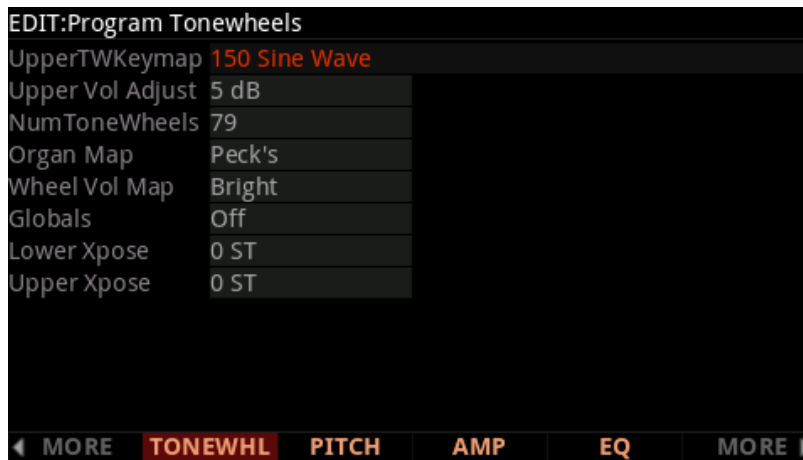 EDIT:Program Tonewheels
UpperTWKeymap 150 Sine Wave
Upper Vol Adjust 5 dB
NumToneWheels 79
Organ Map Peck's
Wheel Vol Map Bright
Globals Off
Lower Xpose 0 ST
Upper Xpose 0 ST
MORE TONEWHL PITCH AMP EQ MORE